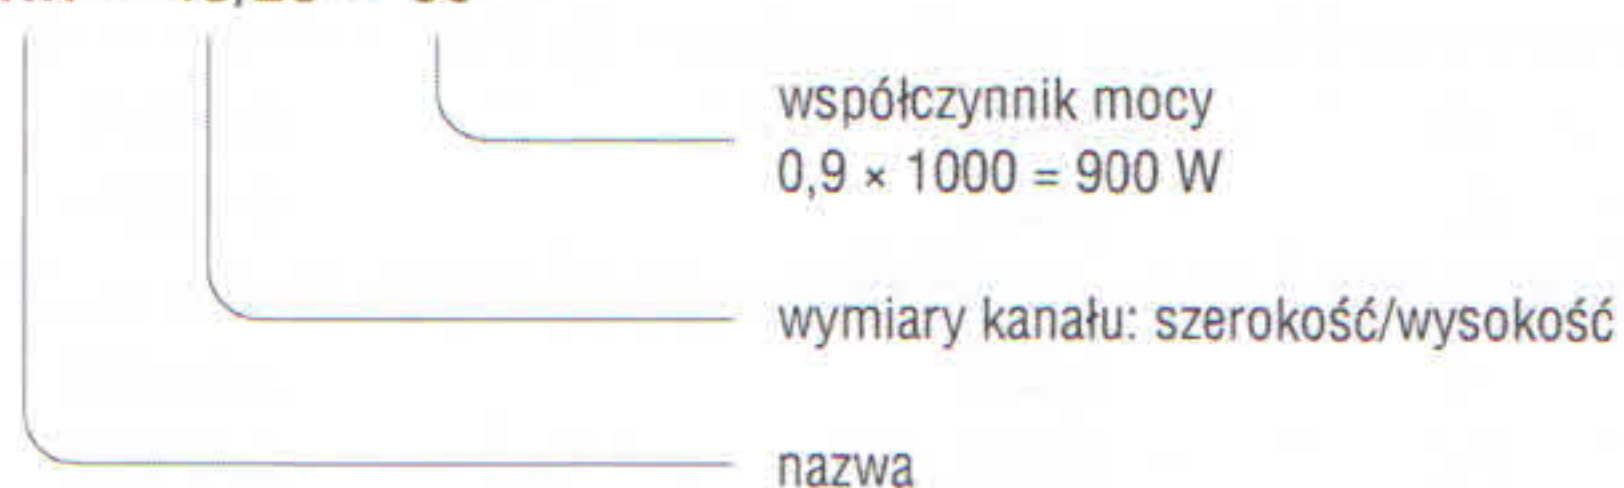 współczynnik mocy
0,9 × 1000 = 900 W
wymiary kanału: szerokość/wysokość
nazwa